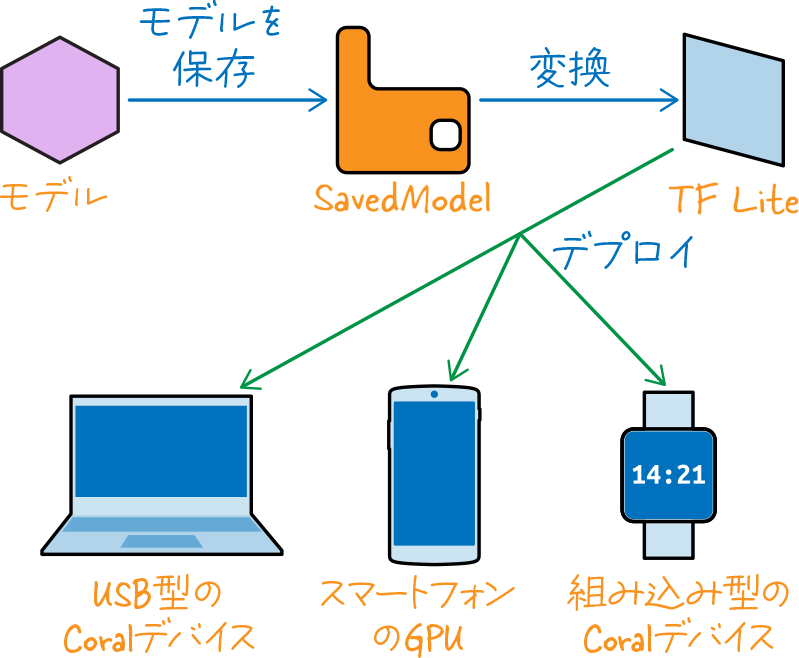 モデルを
保存
変換
モデル
SavedModel
TF Lite
デプロイ
14:21
USB型の
Coralデバイス
スマートフォン
のGPU
組み込み型の
Coralデバイス